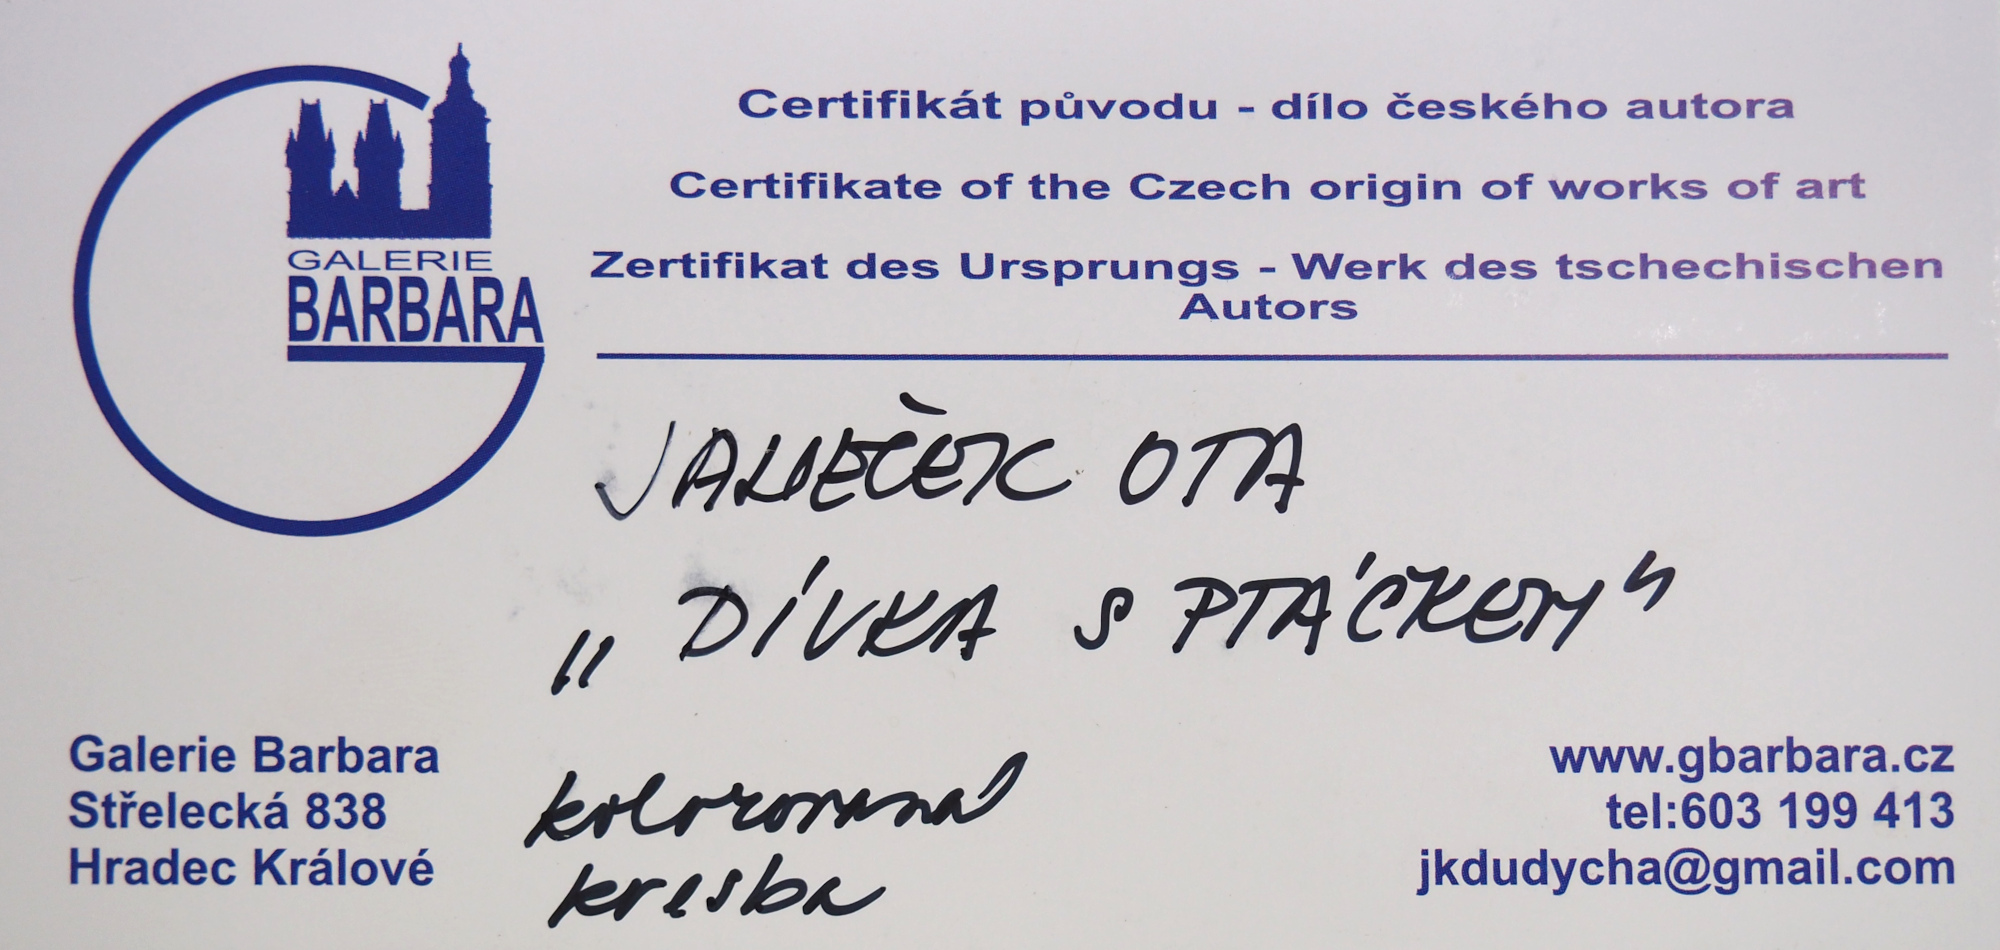 GALERIE
BARBARA
Certifikát původu - dílo českého autora
Certifikate of the Czech origin of works of art
Zertifikat des Ursprungs - Werk des tschechischen
Autors
JANEČEK OTA
„DÍVKA S PTÁČKEM“
kolorovaná
kresba
Galerie Barbara
Střelecká 838
Hradec Králové
www.gbarbara.cz
tel:603 199 413
jkdudycha@gmail.com